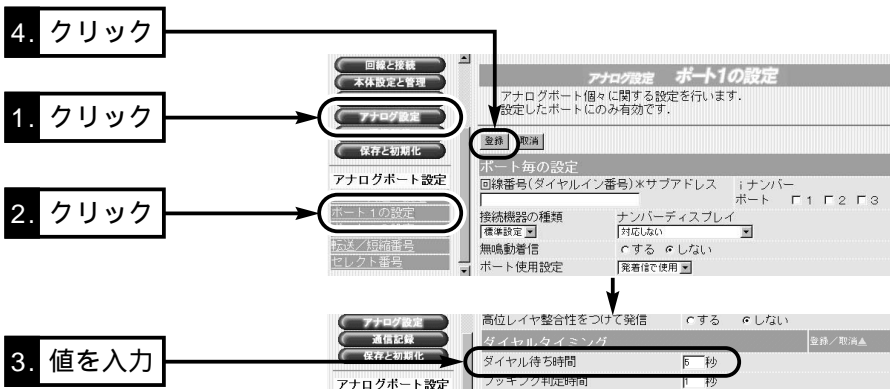 4. クリック
1. クリック
2. クリック
3. 値を入力
回線と接続
本体設定と管理
アナログ設定
保存と初期化
アナログポート設定
ポート1の設定
転送／短縮番号
セレクト番号
アナログ設定 ポート1の設定
アナログポート個々に関する設定を行います.
設定したポートにのみ有効です.
登録 取消
ポート毎の設定
回線番号(ダイヤルイン番号)＊サブアドレス iナンバー
ポート 1 2 3
接続機器の種類 ナンバーディスプレイ
標準設定 対応しない
無鳴動着信 する しない
ポート使用設定 発着信で使用
アナログ設定
通信記録
保存と初期化
アナログポート設定
高位レイヤ整合性をつけて発信 する しない
ダイヤルタイミング 登録／取消▲
ダイヤル待ち時間 5 秒
フッキング判定時間 1 秒